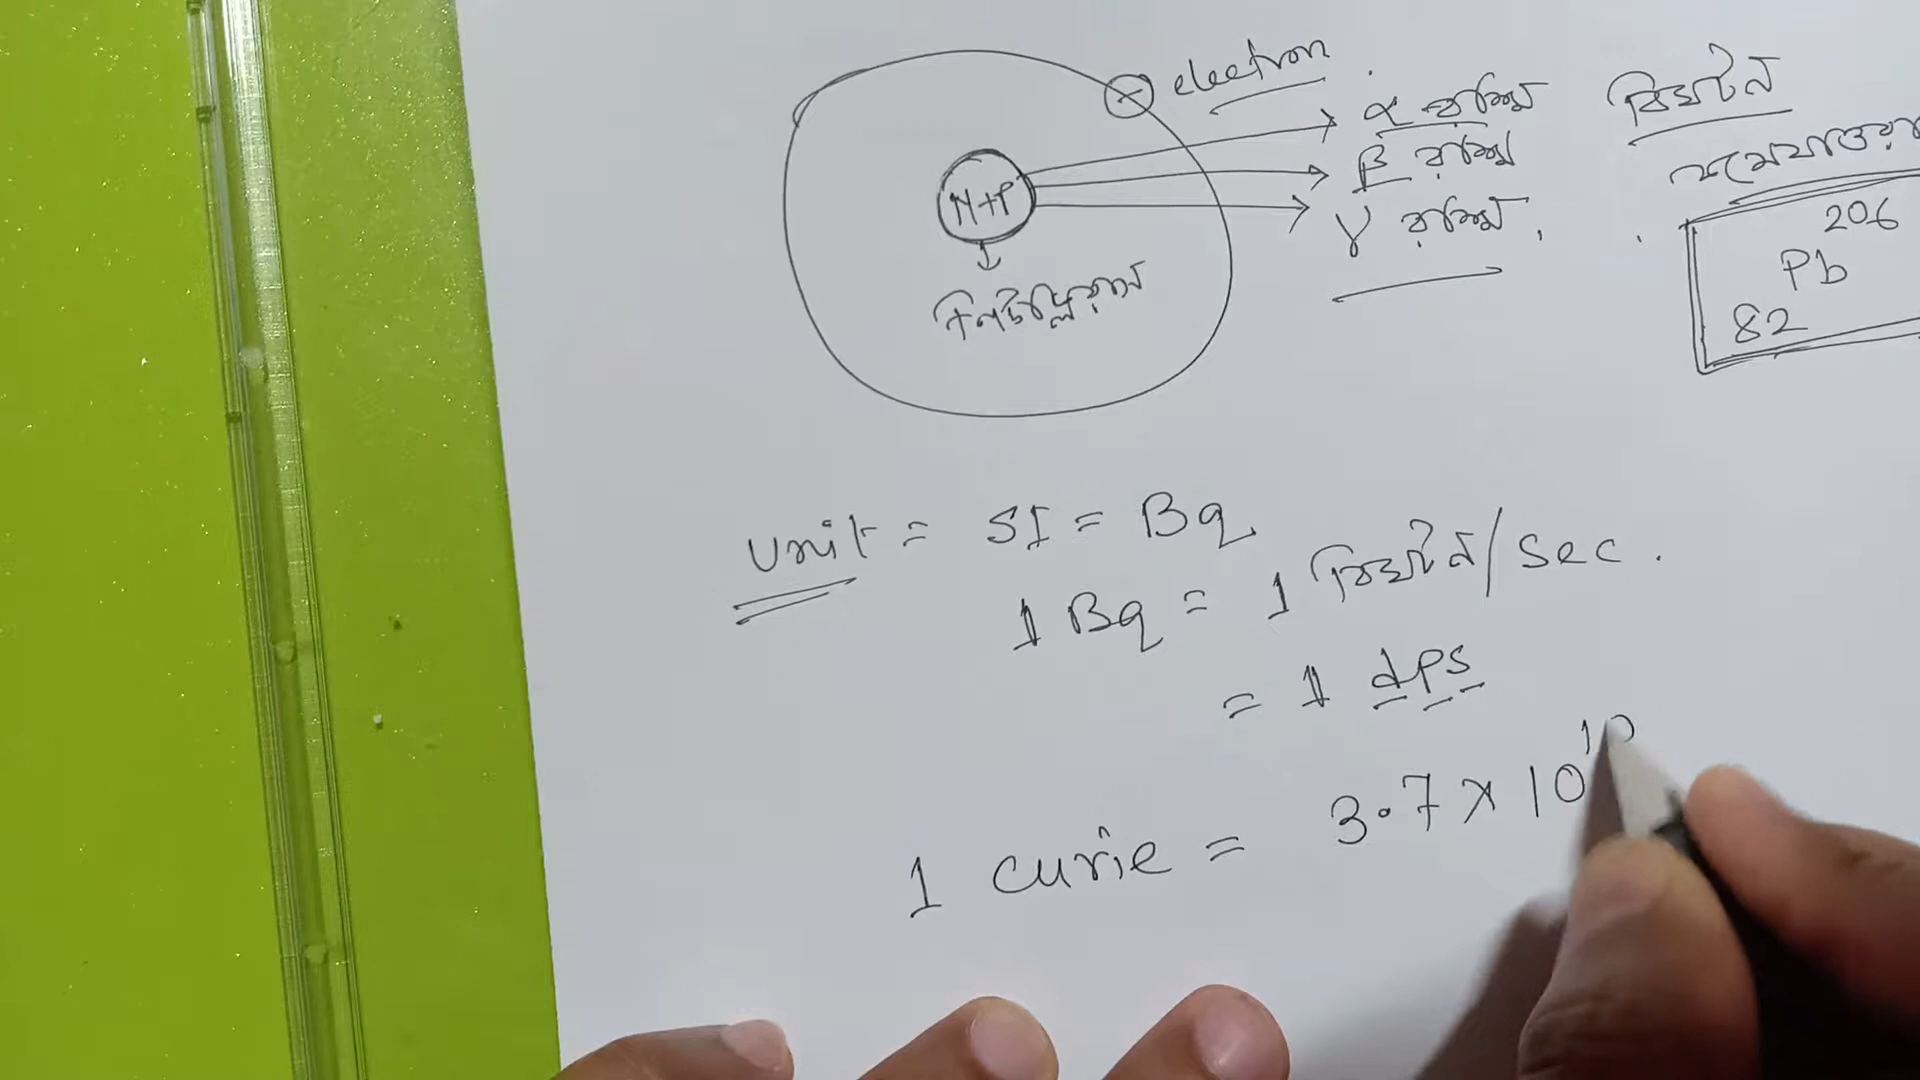 electron
α রশ্মি
β রশ্মি
γ রশ্মি,
বিঘটন
N+P
206
Pb
82
Unit = SI = Bq
1 Bq = 1 বিঘটন/sec.
= 1 dps
1 curie = 3.7 x 10¹⁰